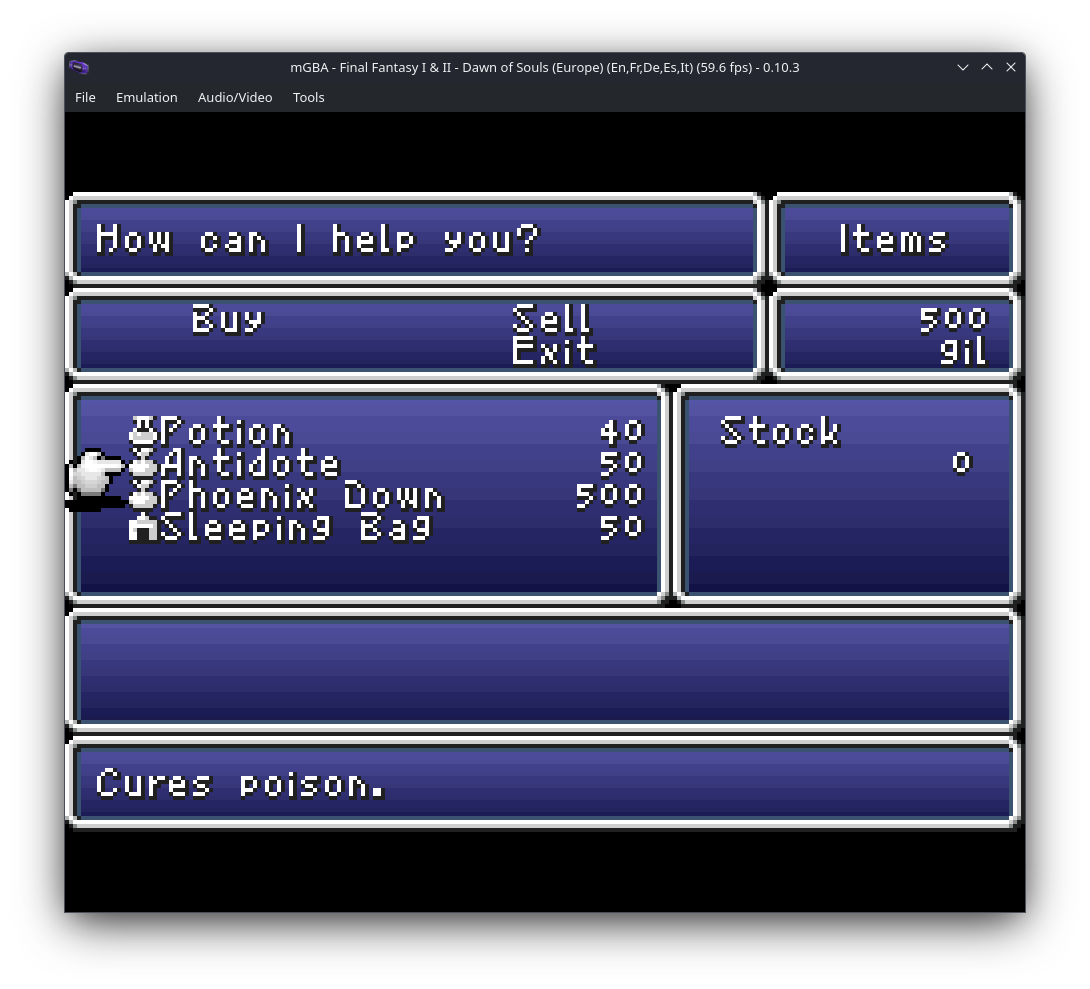 mGBA - Final Fantasy I & II - Dawn of Souls (Europe) (En,Fr,De,Es,It) (59.6 fps) - 0.10.3
File Emulation Audio/Video Tools
How can I help you? Items
Buy Sell 500
Exit gil
Potion 40 Stock
Antidote 50 0
Phoenix Down 500
Sleeping Bag 50
Cures poison.